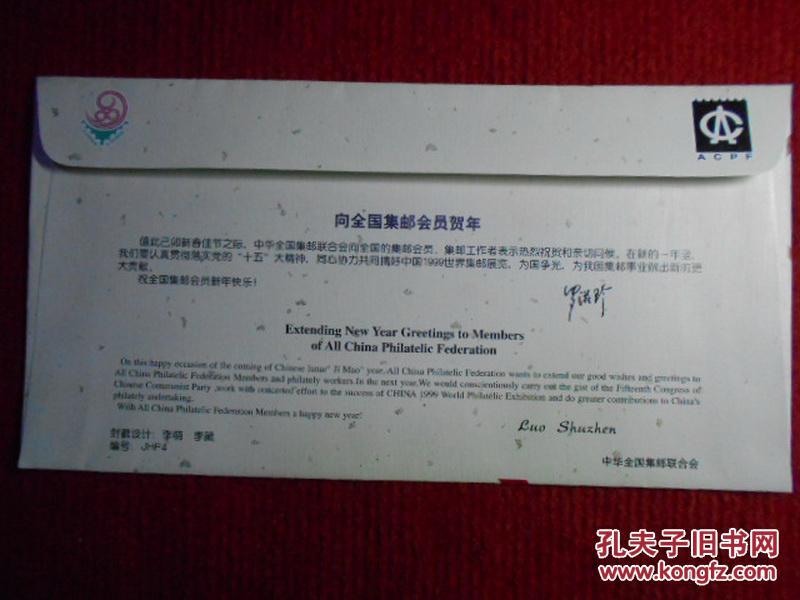 ACPF
向全国集邮会员贺年
值此己卯新春佳节之际，中华全国集邮联合会向全国的集邮会员、集邮工作者表示热烈祝贺和亲切问候。在新的一年里，
我们要认真贯彻落实党的“十五”大精神，同心协力共同搞好中国1999世界集邮展览，为国争光，为我国集邮事业做出新的更
大贡献。
祝全国集邮会员新年快乐！
罗淑珍
Extending New Year Greetings to Members
of All China Philatelic Federation
On this happy occasion of the coming of Chinese lunar" Ji Mao" year, All China Philatelic Federation wants to extend our good wishes and greetings to
All China Philatelic Federation Members and philately workers.In the next year,We would conscientiously carry out the gist of the Fifteenth Congress of
Chinese Communist Party ,work with concerted effort to the success of CHINA 1999 World Philatelic Exhibition and do greater contributions to China's
philately undertaking.
With All China Philatelic Federation Members a happy new year!
Luo Shuzhen
封戳设计：李萌 李
编号：JHF4
中华全国集邮联合会
孔夫子旧书网
www.kongfz.com